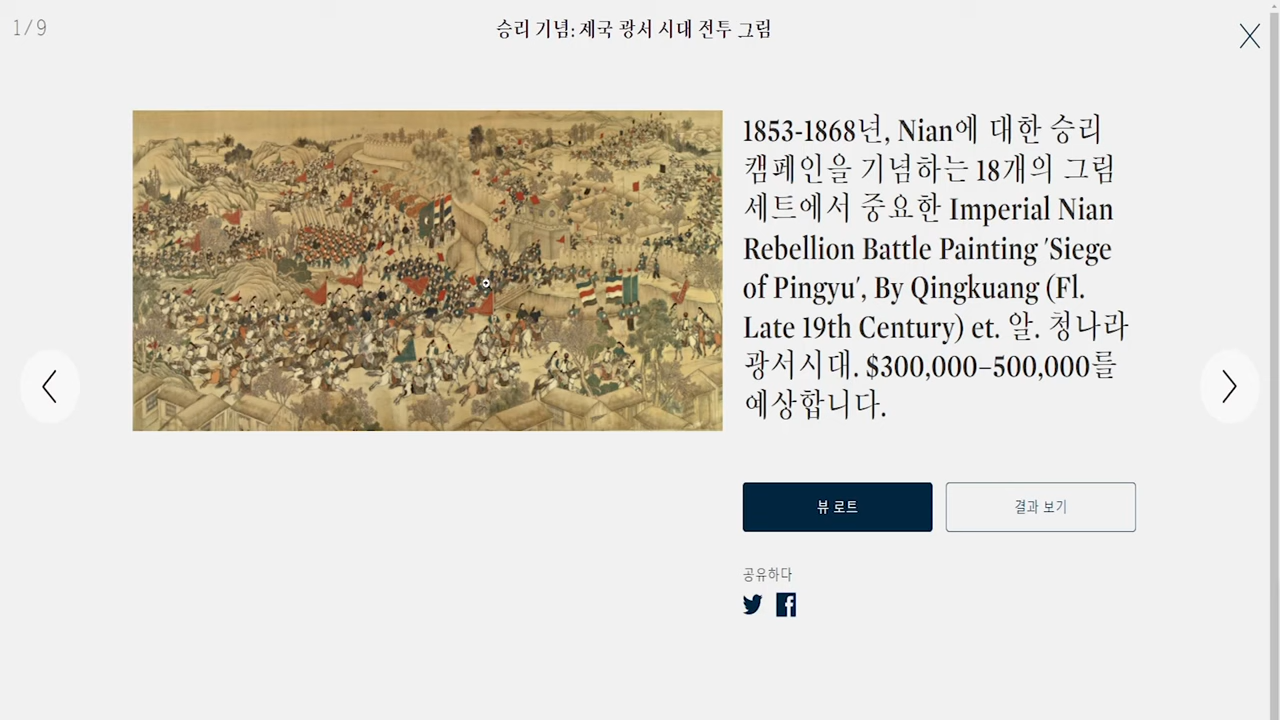 1/9
승리 기념: 제국 광서 시대 전투 그림
1853-1868년, Nian에 대한 승리
캠페인을 기념하는 18개의 그림
세트에서 중요한 Imperial Nian
Rebellion Battle Painting 'Siege
of Pingyu', By Qingkuang (Fl.
Late 19th Century) et. 알. 청나라
광서시대. $300,000–500,000를
예상합니다.
뷰 로트
결과 보기
공유하다